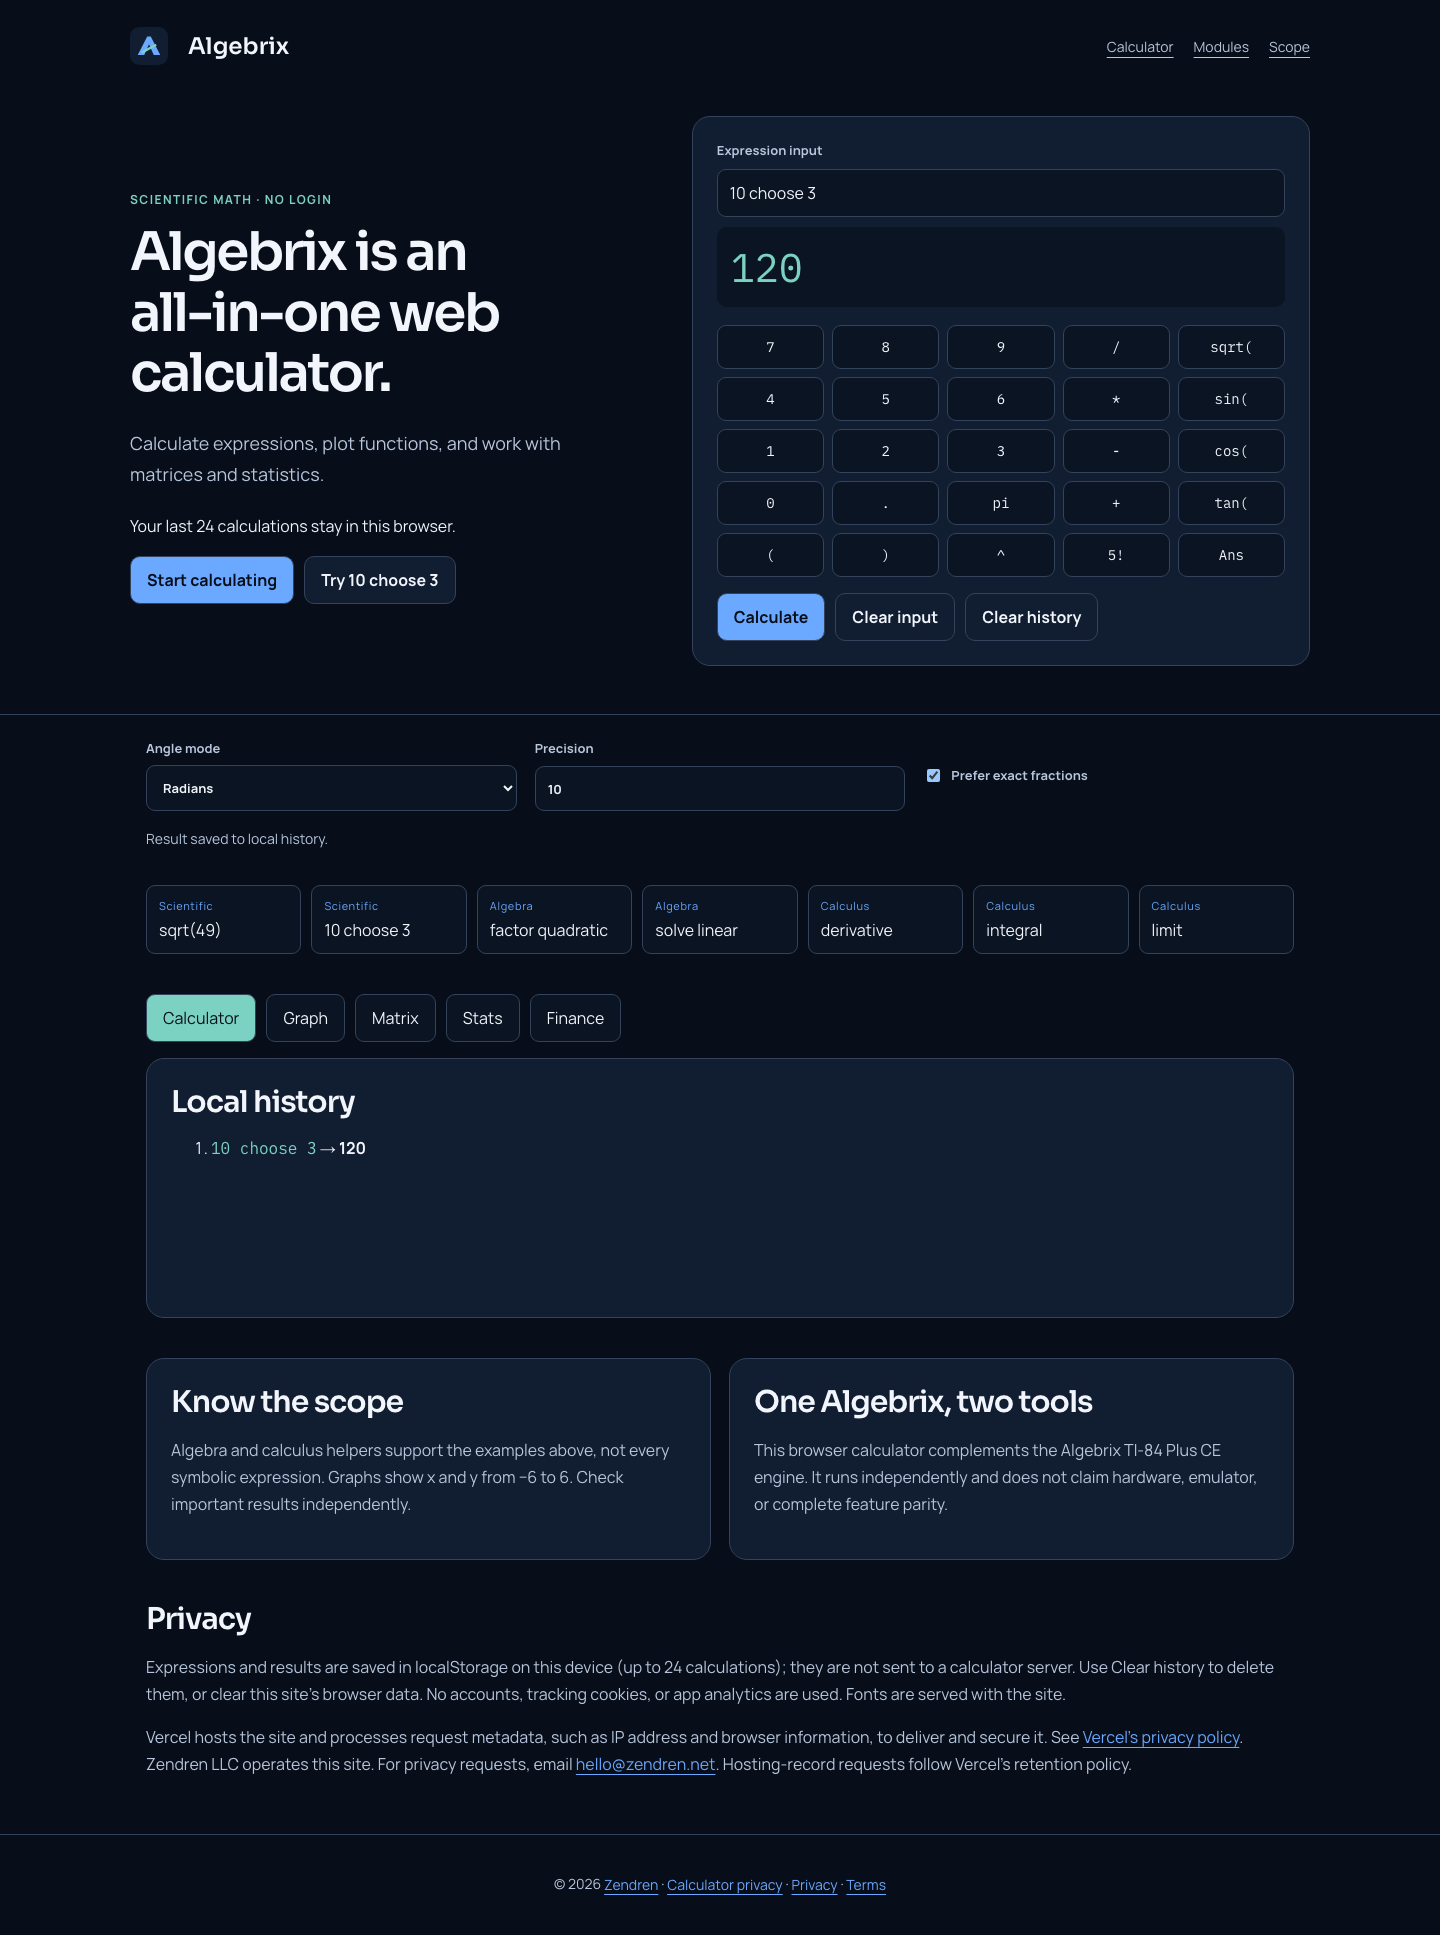 Algebrix
Calculator Modules Scope
SCIENTIFIC MATH · NO LOGIN
Algebrix is an
all-in-one web
calculator.
Calculate expressions, plot functions, and work with
matrices and statistics.
Your last 24 calculations stay in this browser.
Start calculating Try 10 choose 3
Expression input
10 choose 3
120
7 8 9 / sqrt(
4 5 6 * sin(
1 2 3 - cos(
0 . pi + tan(
( ) ^ 5! Ans
Calculate Clear input Clear history
Angle mode Precision
Radians 10 Prefer exact fractions
Result saved to local history.
Scientific Scientific Algebra Algebra Calculus Calculus Calculus
sqrt(49) 10 choose 3 factor quadratic solve linear derivative integral limit
Calculator Graph Matrix Stats Finance
Local history
1. 10 choose 3 → 120
Know the scope
Algebra and calculus helpers support the examples above, not every
symbolic expression. Graphs show x and y from −6 to 6. Check
important results independently.
One Algebrix, two tools
This browser calculator complements the Algebrix TI-84 Plus CE
engine. It runs independently and does not claim hardware, emulator,
or complete feature parity.
Privacy
Expressions and results are saved in localStorage on this device (up to 24 calculations); they are not sent to a calculator server. Use Clear history to delete
them, or clear this site's browser data. No accounts, tracking cookies, or app analytics are used. Fonts are served with the site.
Vercel hosts the site and processes request metadata, such as IP address and browser information, to deliver and secure it. See Vercel's privacy policy.
Zendren LLC operates this site. For privacy requests, email hello@zendren.net. Hosting-record requests follow Vercel's retention policy.
© 2026 Zendren · Calculator privacy · Privacy · Terms